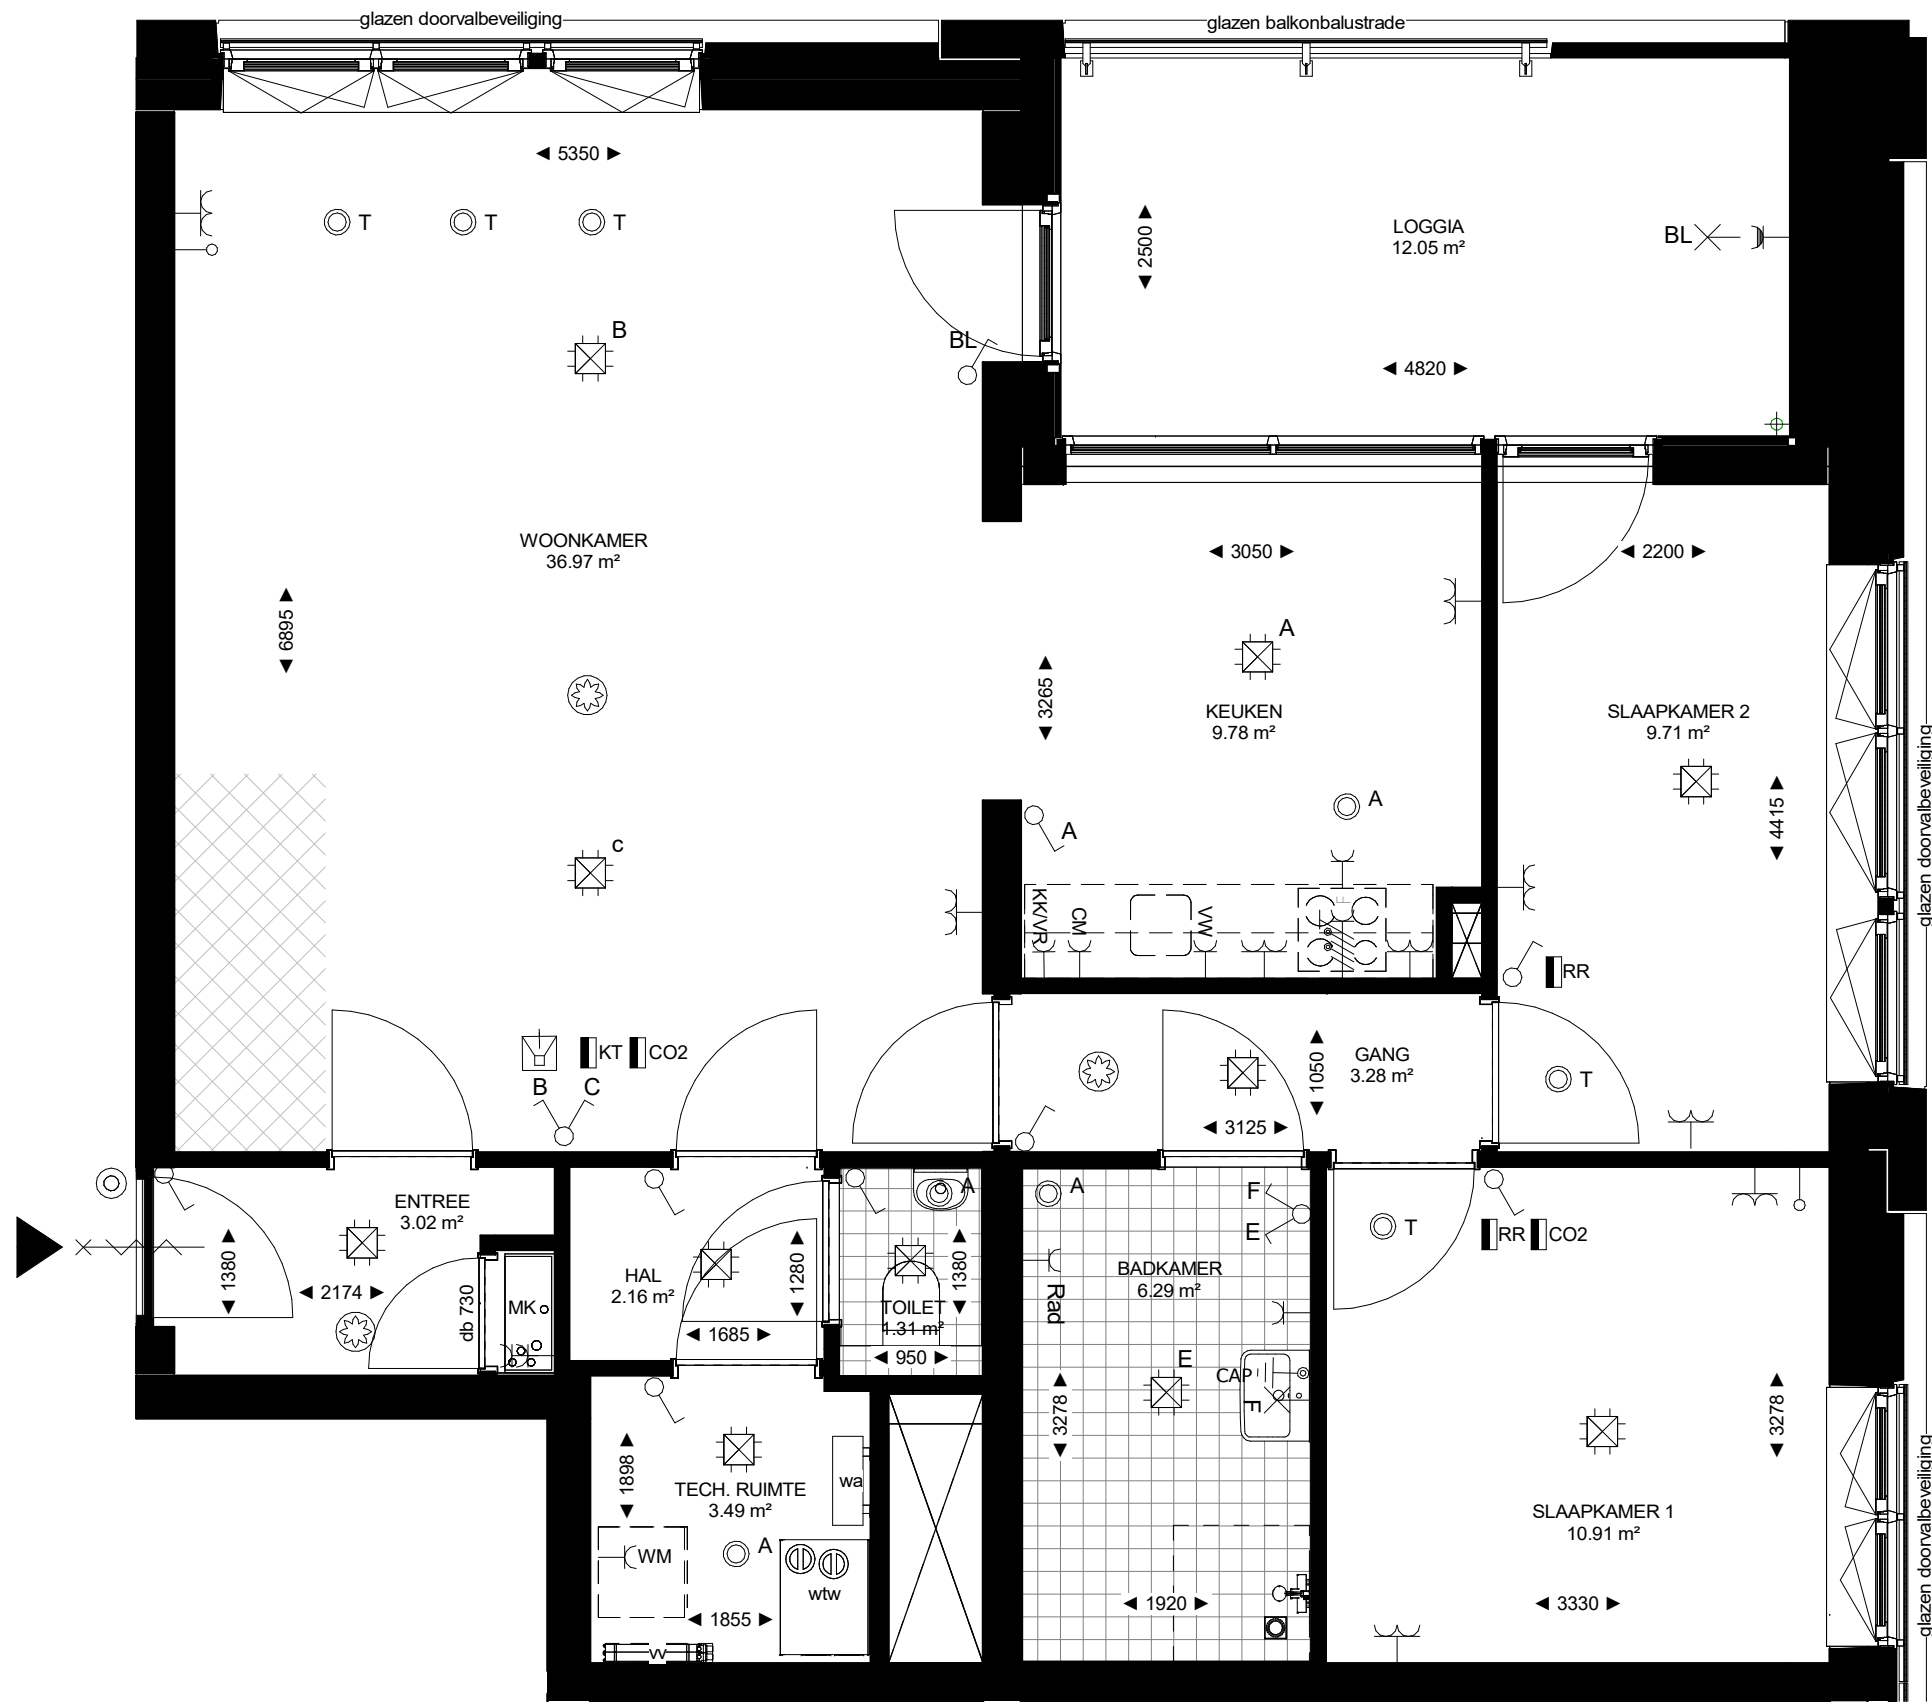 glazen doorvalbeveiliging
glazen balkonbalustrade
5350
T
T
T
B
BL
2500
LOGGIA
12.05 m²
BL
4820
WOONKAMER
36.97 m²
6895
3050
2200
A
3265
KEUKEN
9.78 m²
SLAAPKAMER 2
9.71 m²
glazen doorvalbeveiliging
4415
A
A
c
KK/VR
CM
VW
RR
KT
CO2
B
C
GANG
3.28 m²
1050
3125
T
ENTREE
3.02 m²
1380
2174
db 730
MK
HAL
2.16 m²
1280
1685
A
1380
TOILET
1.31 m²
950
A
F
E
BADKAMER
6.29 m²
Rad
T
RR
CO2
E
CAP
F
3278
3278
1898
TECH. RUIMTE
3.49 m²
wa
A
WM
wtw
1855
vv
1920
SLAAPKAMER 1
10.91 m²
3330
glazen doorvalbeveiliging